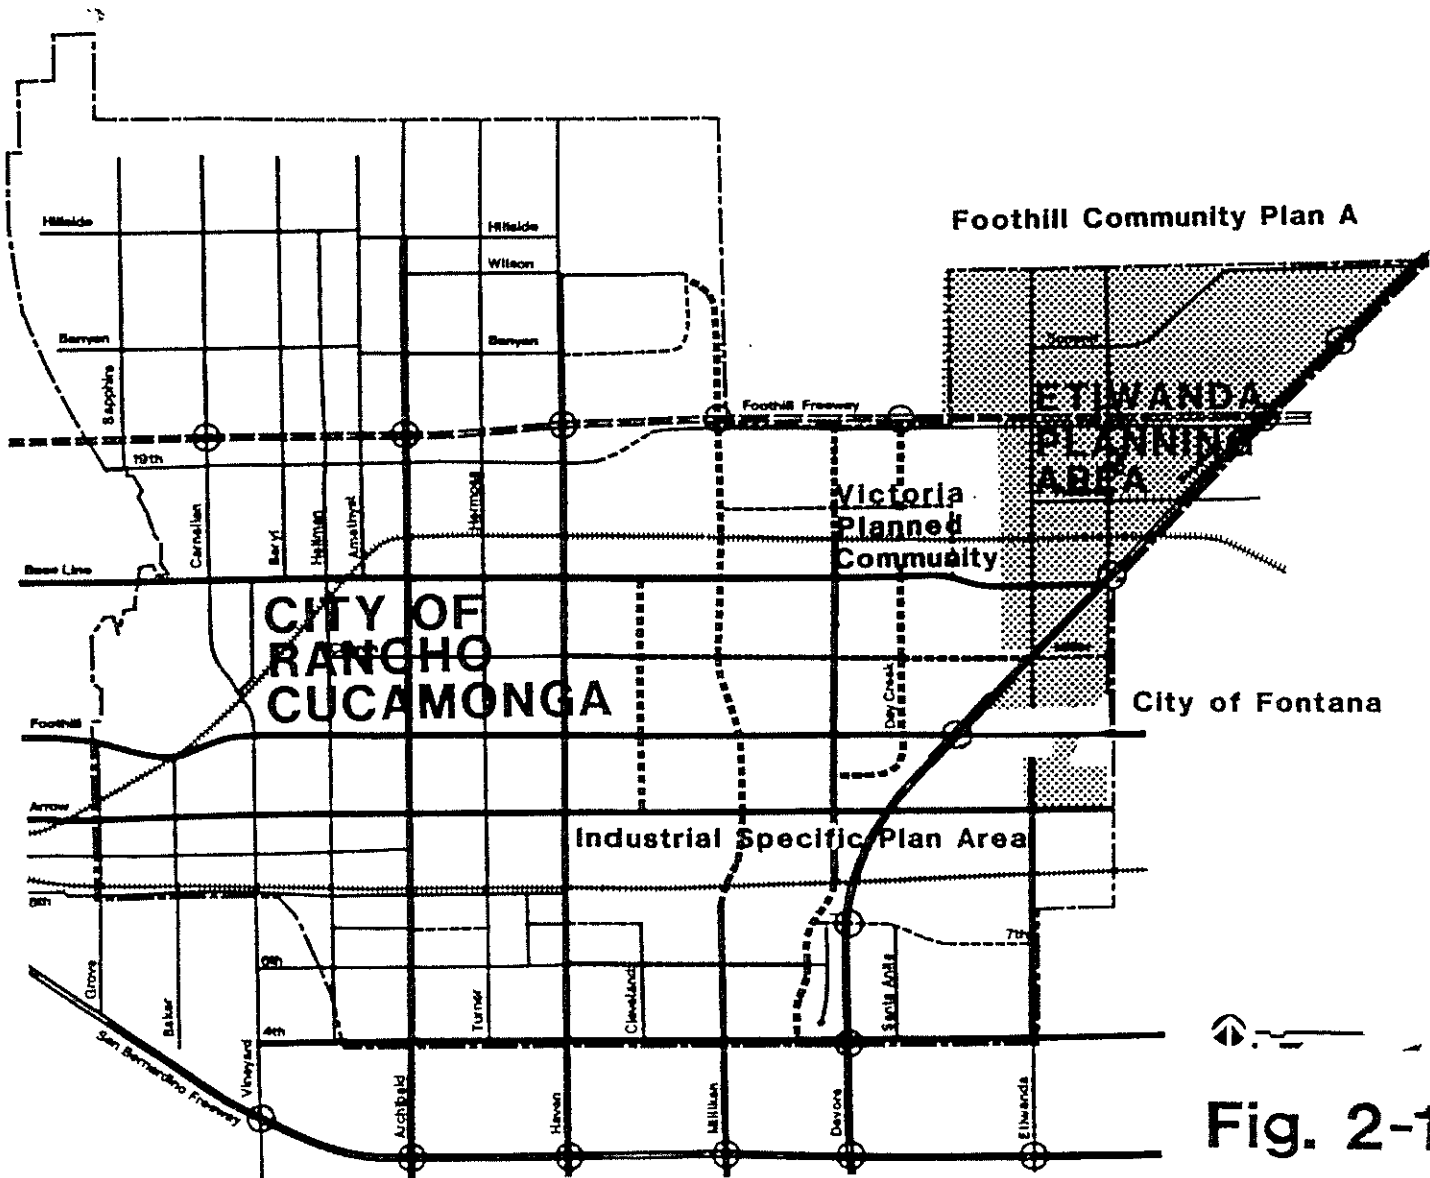 Foothill Community Plan A
Hillside
Hillside
Wilson
Banyan
Banyan
Sapphire
Foothill Freeway
ETIWANDA
PLANNING
AREA
19th
Victoria
Planned
Community
Carnelian
Beryl
Hellman
Amethyst
Hermosa
Base Line
CITY OF
RANCHO
CUCAMONGA
Day Creek
City of Fontana
Foothill
Arrow
Industrial Specific Plan Area
8th
7th
6th
Grove
Baker
Turner
Cleveland
Santa Anita
4th
San Bernardino Freeway
Vineyard
Archibald
Haven
Milliken
Devore
Etiwanda
Fig. 2-1